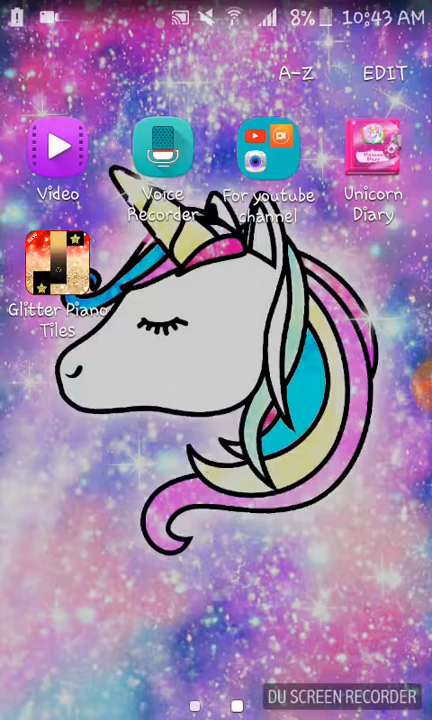 8% 10:43 AM
A-Z EDIT
Video
Voice
Recorder
For youtube
channel
Unicorn
Diary
Glitter Piano
Tiles
DU SCREEN RECORDER